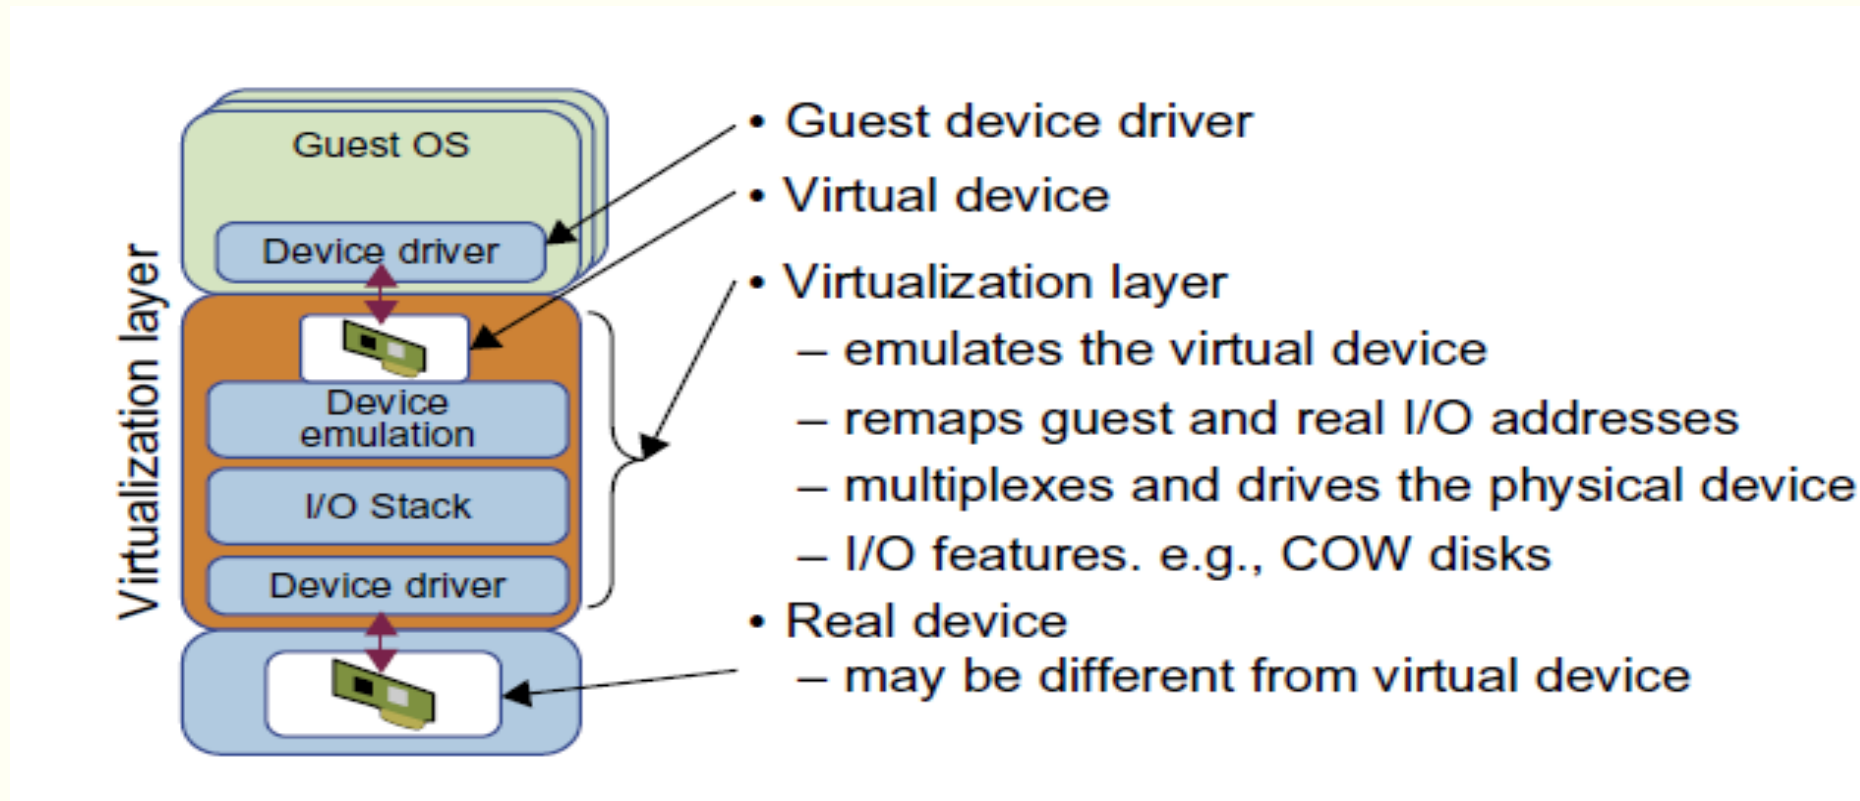 Guest OS
Device driver
Virtualization layer
Device
emulation
I/O Stack
Device driver
• Guest device driver
• Virtual device
• Virtualization layer
– emulates the virtual device
– remaps guest and real I/O addresses
– multiplexes and drives the physical device
– I/O features. e.g., COW disks
• Real device
– may be different from virtual device